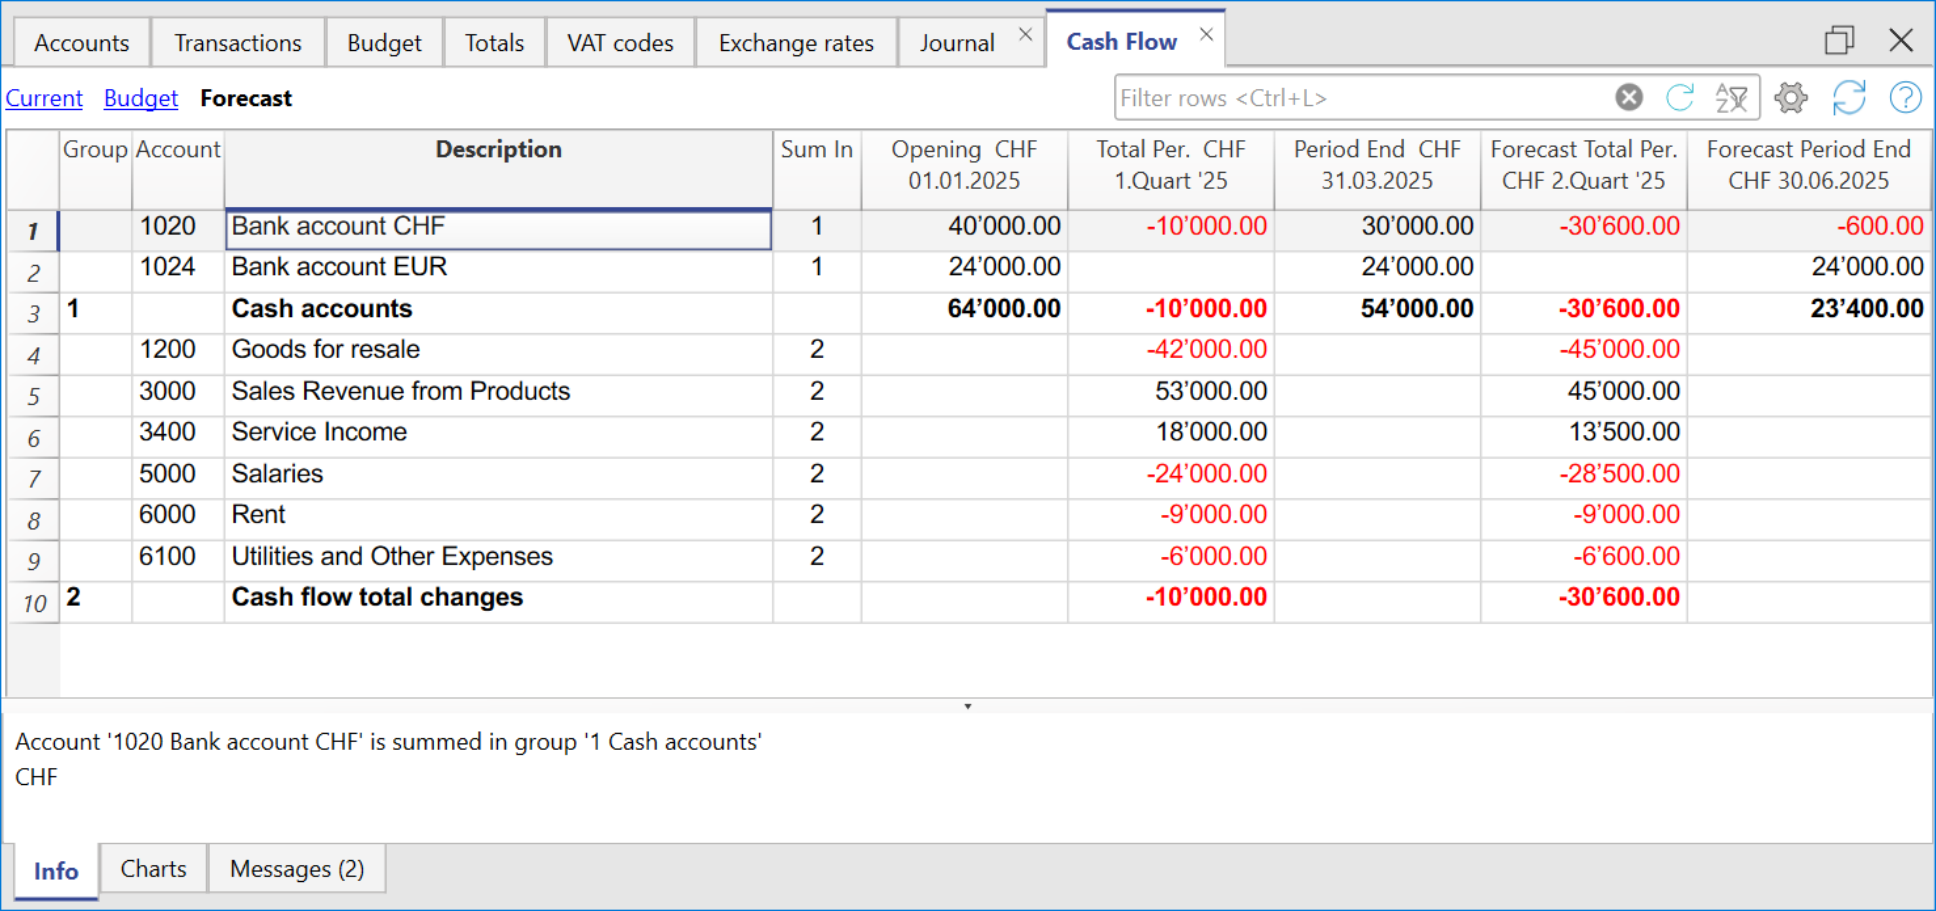 Accounts Transactions Budget Totals VAT codes Exchange rates Journal Cash Flow
Current Budget Forecast Filter rows <Ctrl+L>
Group Account Description Sum In Opening CHF 01.01.2025 Total Per. CHF 1.Quart '25 Period End CHF 31.03.2025 Forecast Total Per. CHF 2.Quart '25 Forecast Period End CHF 30.06.2025
1 1020 Bank account CHF 1 40’000.00 -10’000.00 30’000.00 -30’600.00 -600.00
2 1024 Bank account EUR 1 24’000.00 24’000.00 24’000.00
3 1 Cash accounts 64’000.00 -10’000.00 54’000.00 -30’600.00 23’400.00
4 1200 Goods for resale 2 -42’000.00 -45’000.00
5 3000 Sales Revenue from Products 2 53’000.00 45’000.00
6 3400 Service Income 2 18’000.00 13’500.00
7 5000 Salaries 2 -24’000.00 -28’500.00
8 6000 Rent 2 -9’000.00 -9’000.00
9 6100 Utilities and Other Expenses 2 -6’000.00 -6’600.00
10 2 Cash flow total changes -10’000.00 -30’600.00
Account '1020 Bank account CHF' is summed in group '1 Cash accounts'
CHF
Info Charts Messages (2)